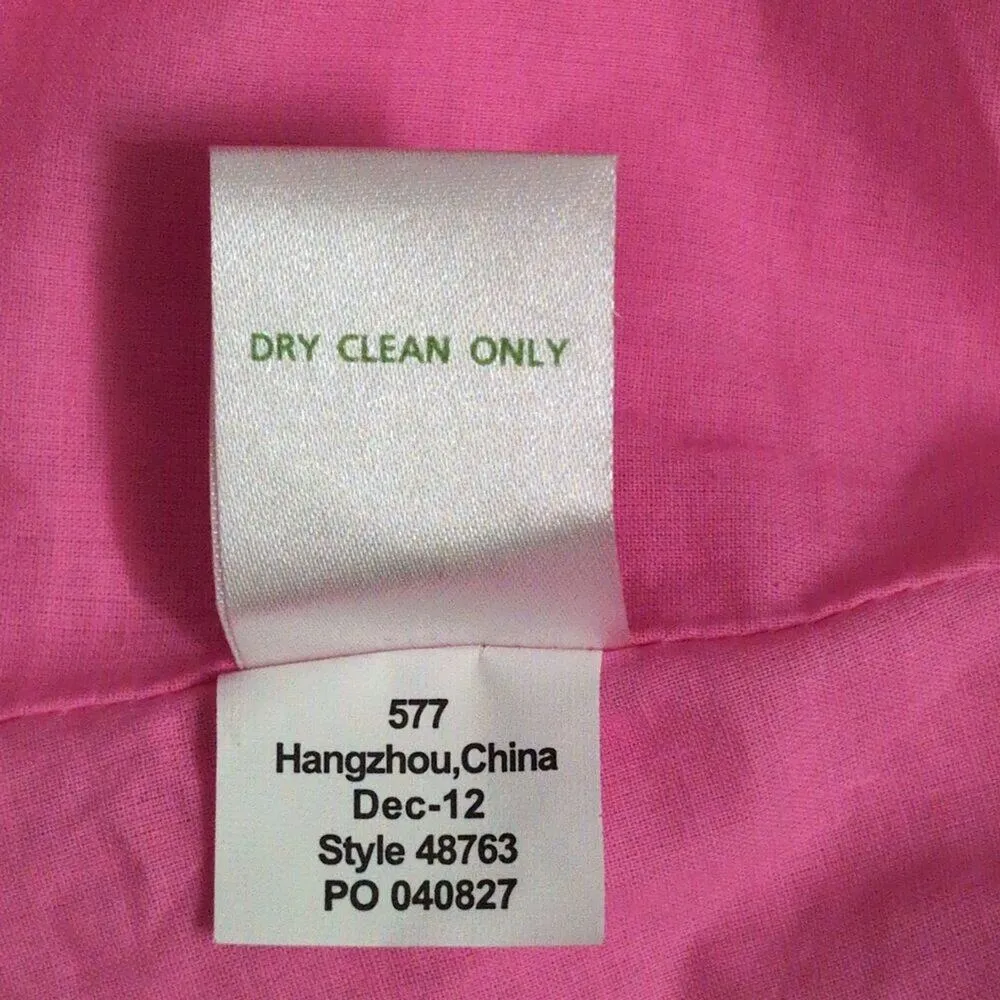 DRY CLEAN ONLY
577
Hangzhou,China
Dec-12
Style 48763
PO 040827